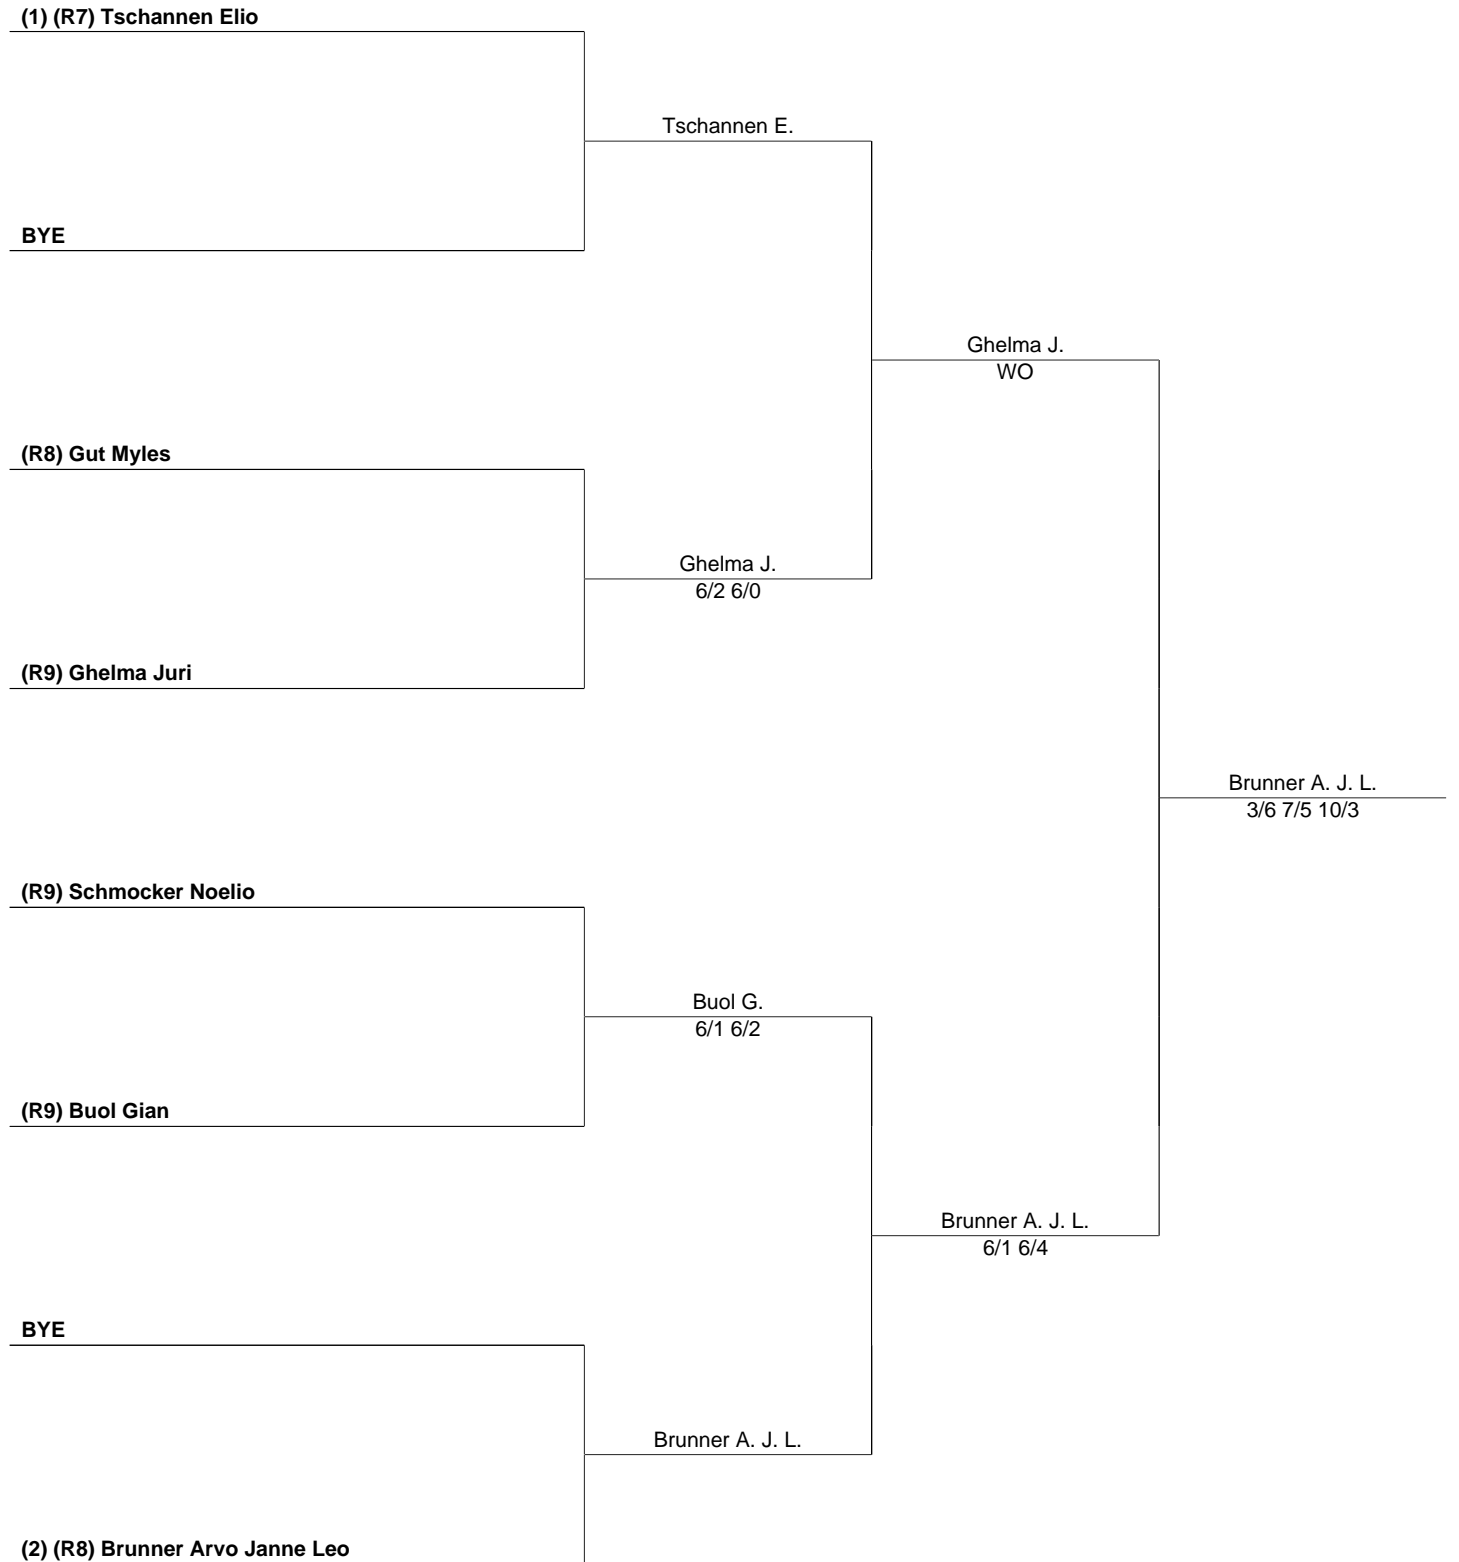 (1) (R7) Tschannen Elio
Tschannen E.
BYE
Ghelma J.
WO
(R8) Gut Myles
Ghelma J.
6/2 6/0
(R9) Ghelma Juri
Brunner A. J. L.
3/6 7/5 10/3
(R9) Schmocker Noelio
Buol G.
6/1 6/2
(R9) Buol Gian
Brunner A. J. L.
6/1 6/4
BYE
Brunner A. J. L.
(2) (R8) Brunner Arvo Janne Leo